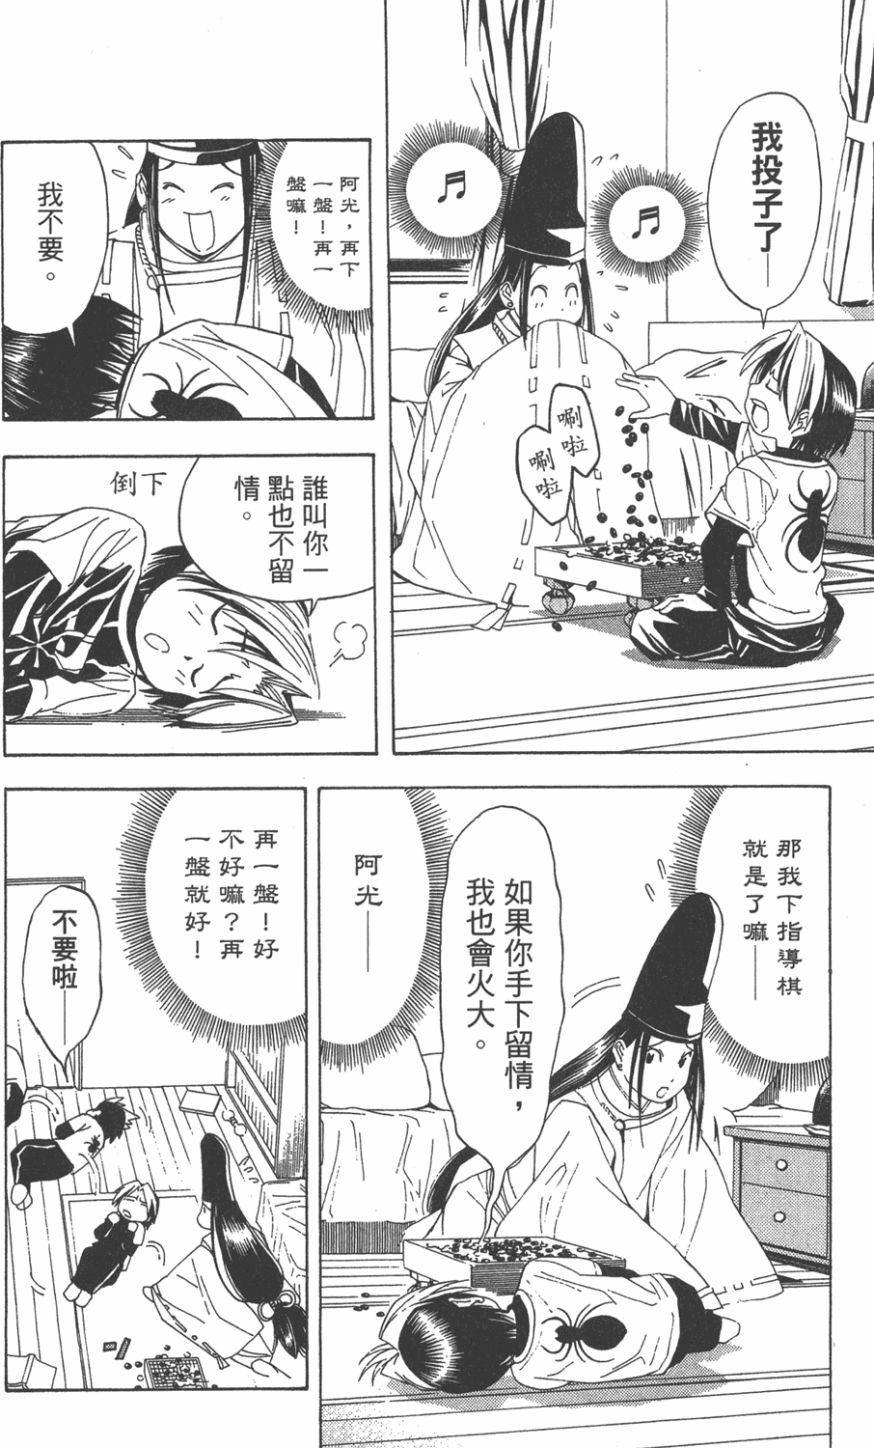 我投子了——
唰啦
唰啦
阿光，再下
一盤！再一
盤嘛！
我不要。
誰叫你一
點也不留
情。
倒下
那我下指導棋
就是了嘛——
如果你手下留情，
我也會火大。
阿光——
再一盤！好
不好嘛？再
一盤就好！
不要啦——